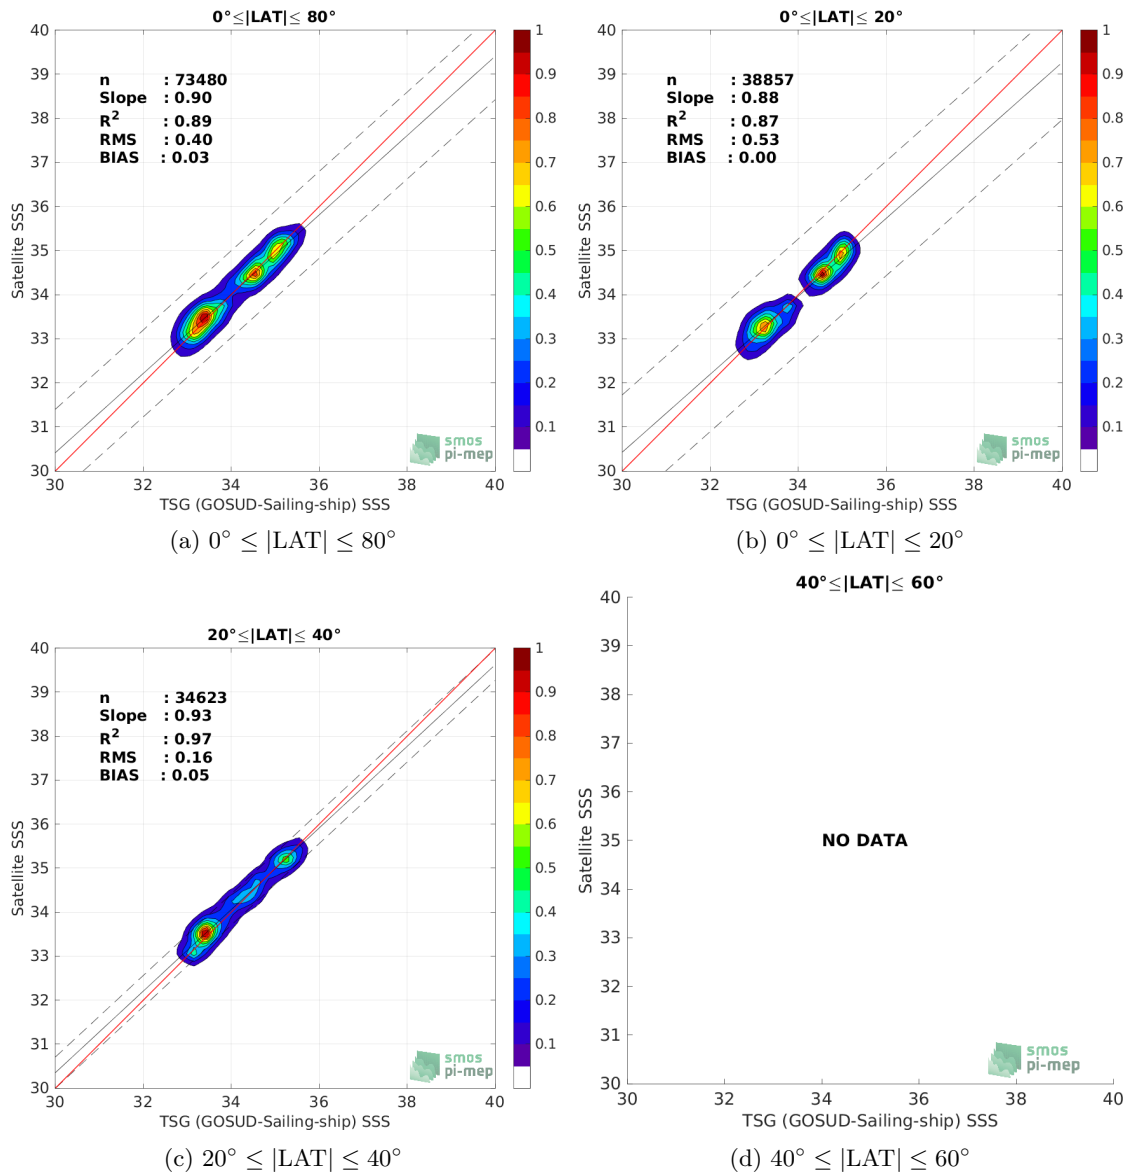 0°≤|LAT|≤ 80°
40
39
38
37
36
35
34
33
32
31
30
Satellite SSS
n : 73480
Slope : 0.90
R2 : 0.89
RMS : 0.40
BIAS : 0.03
1
0.9
0.8
0.7
0.6
0.5
0.4
0.3
0.2
0.1
smos
pi-mep
30 32 34 36 38 40
TSG (GOSUD-Sailing-ship) SSS
(a) 0° ≤ |LAT| ≤ 80°
0°≤|LAT|≤ 20°
40
39
38
37
36
35
34
33
32
31
30
Satellite SSS
n : 38857
Slope : 0.88
R2 : 0.87
RMS : 0.53
BIAS : 0.00
1
0.9
0.8
0.7
0.6
0.5
0.4
0.3
0.2
0.1
smos
pi-mep
30 32 34 36 38 40
TSG (GOSUD-Sailing-ship) SSS
(b) 0° ≤ |LAT| ≤ 20°
20°≤|LAT|≤ 40°
40
39
38
37
36
35
34
33
32
31
30
Satellite SSS
n : 34623
Slope : 0.93
R2 : 0.97
RMS : 0.16
BIAS : 0.05
1
0.9
0.8
0.7
0.6
0.5
0.4
0.3
0.2
0.1
smos
pi-mep
30 32 34 36 38 40
TSG (GOSUD-Sailing-ship) SSS
(c) 20° ≤ |LAT| ≤ 40°
40°≤|LAT|≤ 60°
40
39
38
37
36
35
34
33
32
31
30
Satellite SSS
NO DATA
smos
pi-mep
30 32 34 36 38 40
TSG (GOSUD-Sailing-ship) SSS
(d) 40° ≤ |LAT| ≤ 60°